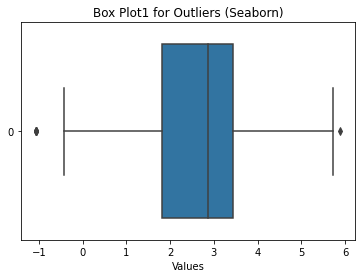 Box Plot1 for Outliers (Seaborn)
0
−1 0 1 2 3 4 5 6
Values